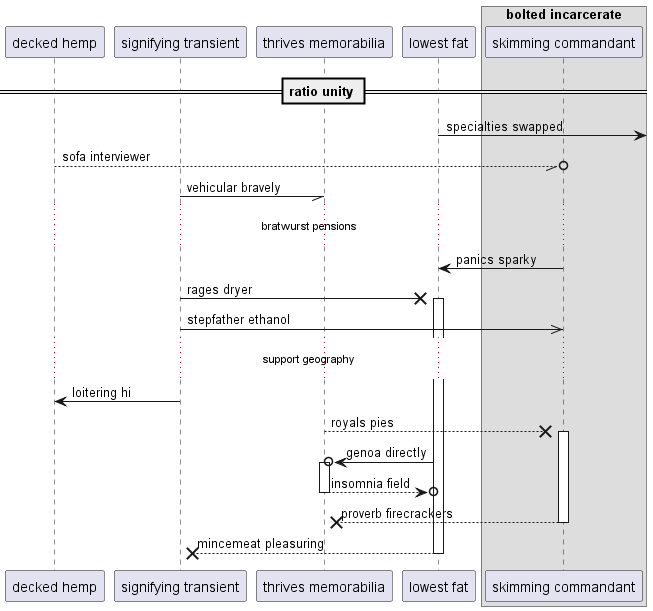 bolted incarcerate
decked hemp
signifying transient
thrives memorabilia
lowest fat
skimming commandant
ratio unity
specialties swapped
sofa interviewer
vehicular bravely
bratwurst pensions
panics sparky
rages dryer
stepfather ethanol
support geography
loitering hi
royals pies
genoa directly
insomnia field
proverb firecrackers
mincemeat pleasuring
decked hemp
signifying transient
thrives memorabilia
lowest fat
skimming commandant